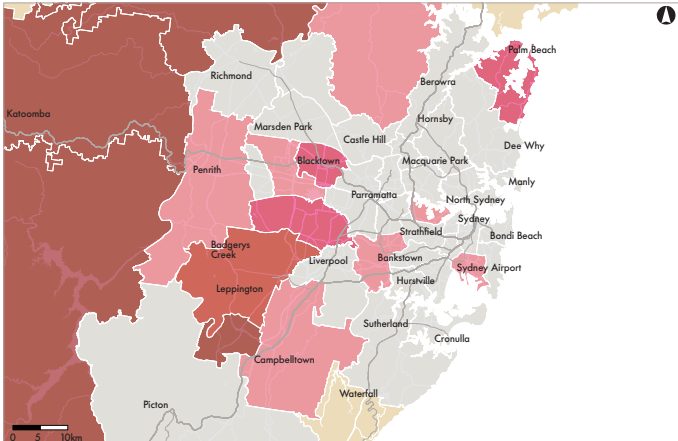 Palm Beach
Richmond
Berowra
Katoomba
Hornsby
Marsden Park
Castle Hill
Dee Why
Blacktown
Macquarie Park
Penrith
Manly
Parramatta
North Sydney
Sydney
Strathfield
Bondi Beach
Badgerys
Creek
Liverpool
Bankstown
Sydney Airport
Hurstville
Leppington
Sutherland
Cronulla
Campbelltown
Waterfall
Picton
0 5 10km